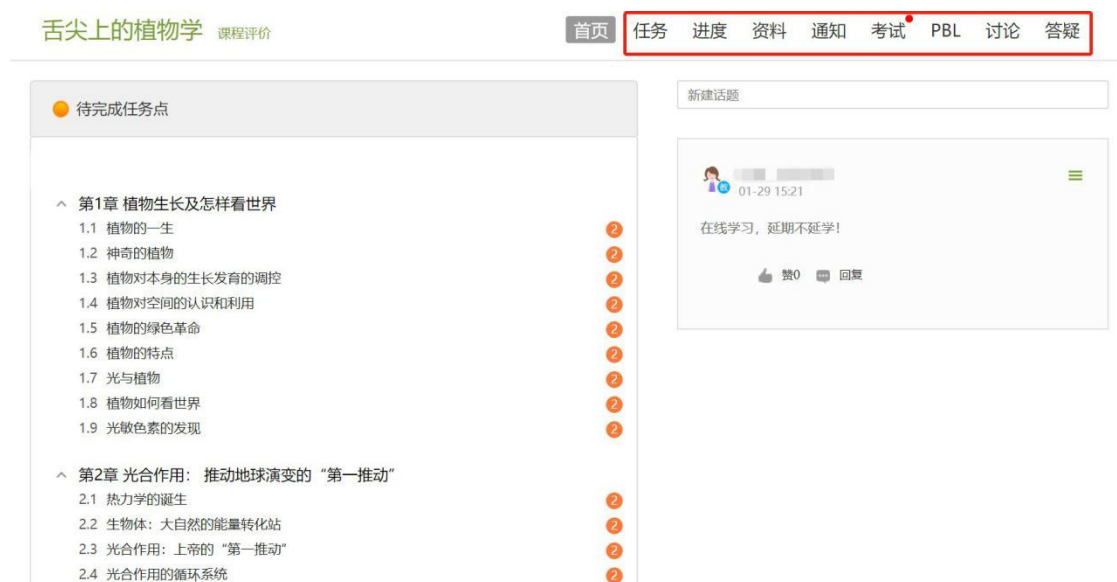 舌尖上的植物学 课程评价
首页 任务 进度 资料 通知 考试 PBL 讨论 答疑
待完成任务点
第1章 植物生长及怎样看世界
1.1 植物的一生 2
1.2 神奇的植物 2
1.3 植物对本身的生长发育的调控 2
1.4 植物对空间的认识和利用 2
1.5 植物的绿色革命 2
1.6 植物的特点 2
1.7 光与植物 2
1.8 植物如何看世界 2
1.9 光敏色素的发现 2
第2章 光合作用： 推动地球演变的“第一推动”
2.1 热力学的诞生 2
2.2 生物体：大自然的能量转化站 2
2.3 光合作用：上帝的“第一推动” 2
2.4 光合作用的循环系统 2
新建话题
教
01-29 15:21
在线学习，延期不延学！
赞0 回复